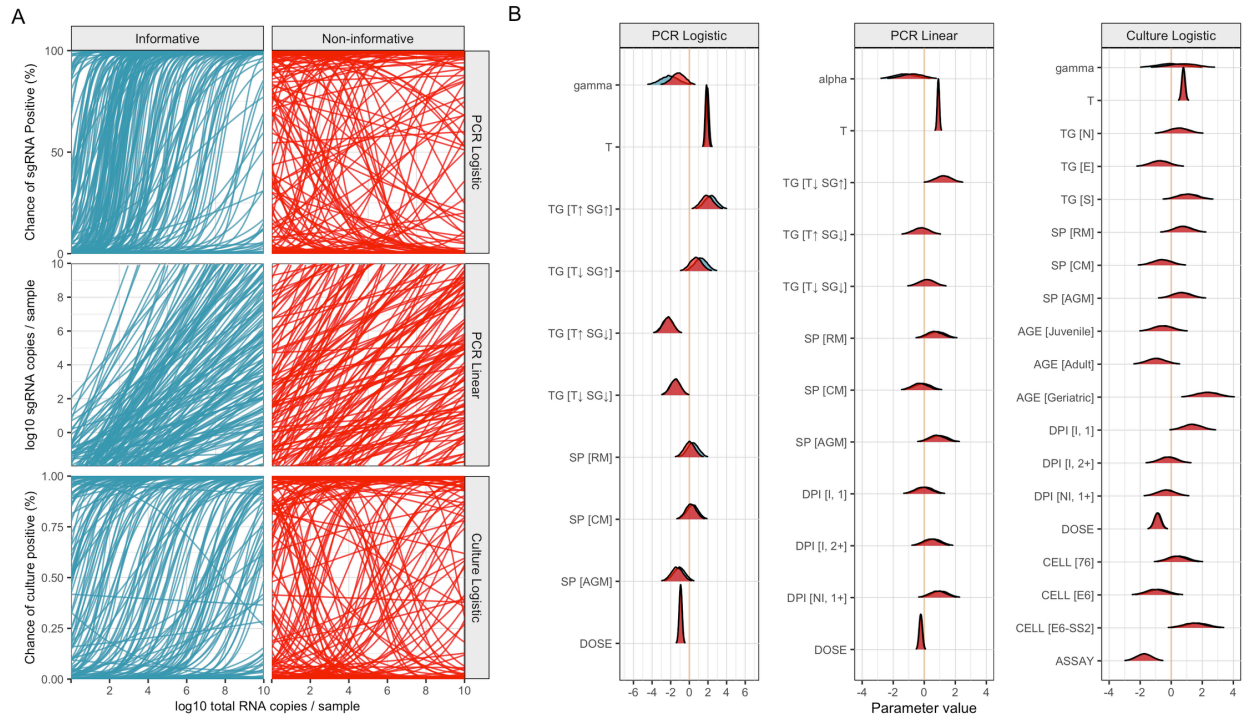 A
Informative
Non-informative
Chance of sgRNA Positive (%)
100
50
0
PCR Logistic
log10 sgRNA copies / sample
10
8
6
4
2
0
PCR Linear
Chance of culture positive (%)
1.00
0.75
0.50
0.25
0.00
Culture Logistic
2 4 6 8 10 2 4 6 8 10
log10 total RNA copies / sample
B
PCR Logistic
gamma
T
TG [T↑ SG↑]
TG [T↓ SG↑]
TG [T↑ SG↓]
TG [T↓ SG↓]
SP [RM]
SP [CM]
SP [AGM]
DOSE
-6 -4 -2 0 2 4 6
PCR Linear
alpha
T
TG [T↓ SG↑]
TG [T↑ SG↓]
TG [T↓ SG↓]
SP [RM]
SP [CM]
SP [AGM]
DPI [I, 1]
DPI [I, 2+]
DPI [NI, 1+]
DOSE
-4 -2 0 2 4
Parameter value
Culture Logistic
gamma
T
TG [N]
TG [E]
TG [S]
SP [RM]
SP [CM]
SP [AGM]
AGE [Juvenile]
AGE [Adult]
AGE [Geriatric]
DPI [I, 1]
DPI [I, 2+]
DPI [NI, 1+]
DOSE
CELL [76]
CELL [E6]
CELL [E6-SS2]
ASSAY
-4 -2 0 2 4